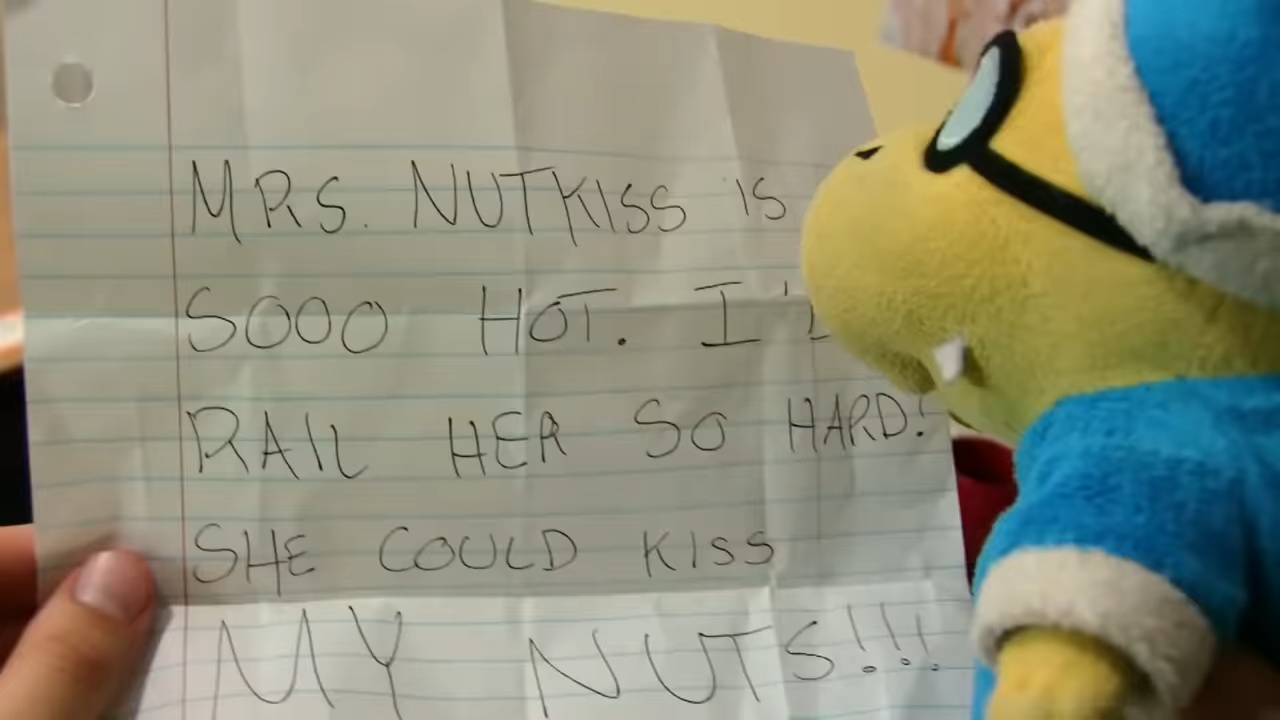 MRS. NUTKISS IS
SOOO HOT. I'D
RAIL HER SO HARD!
SHE COULD KISS
MY NUTS!!!